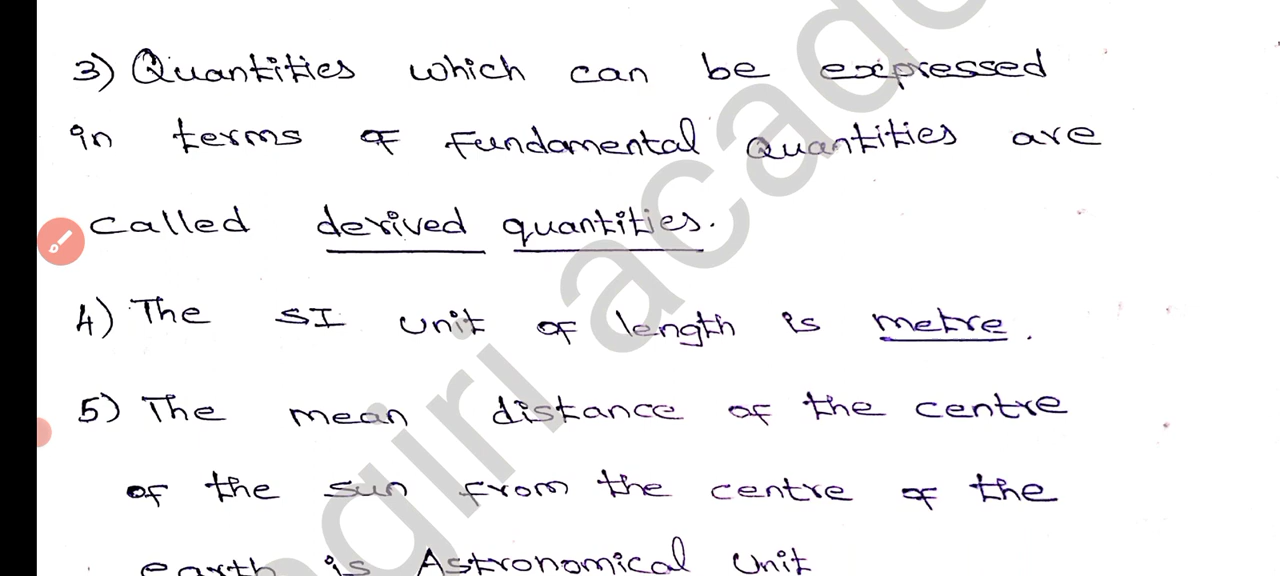 3) Quantities which can be expressed
in terms of Fundamental Quantities are
called derived quantities.
4) The SI unit of length is metre.
5) The mean distance of the centre
of the sun from the centre of the
earth is Astronomical Unit